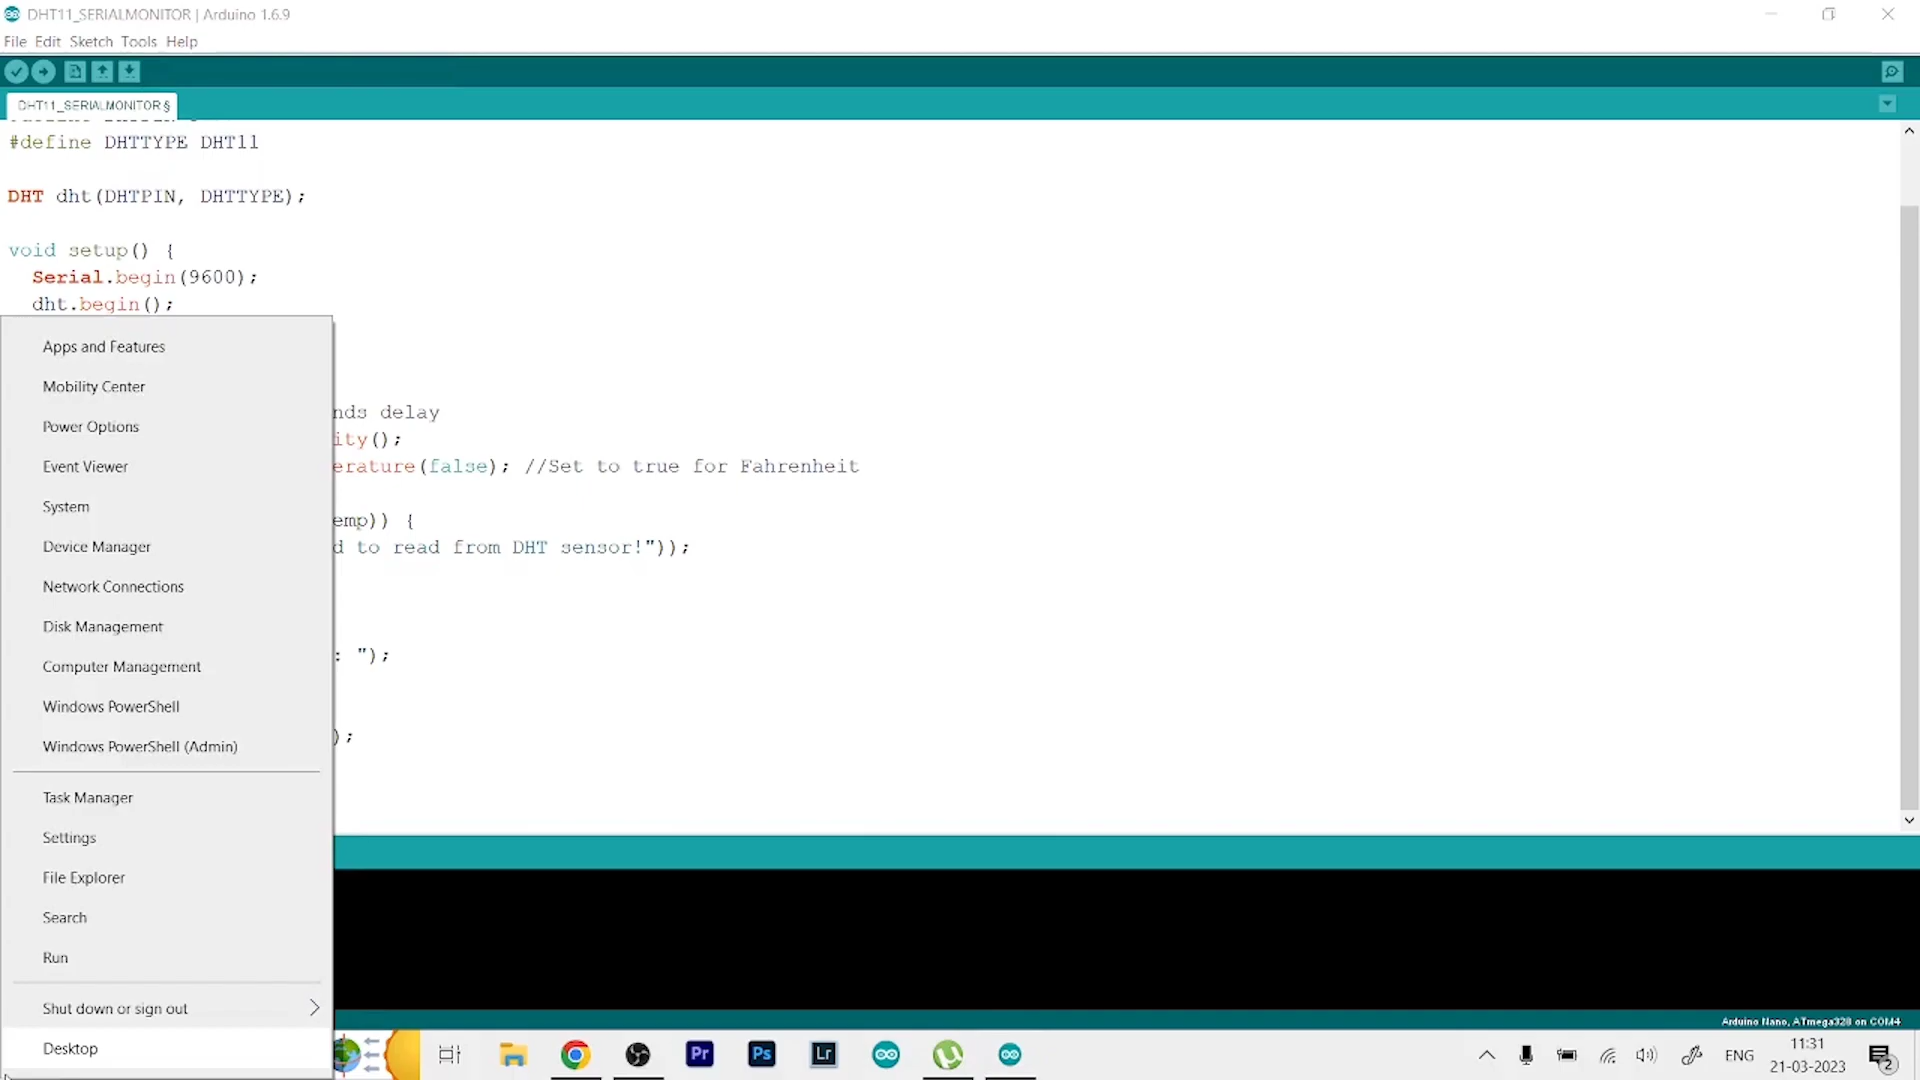 DHT11_SERIALMONITOR | Arduino 1.6.9
File Edit Sketch Tools Help
DHT11_SERIALMONITOR §
#define DHTTYPE DHT11
DHT dht(DHTPIN, DHTTYPE);
void setup() {
Serial.begin(9600);
dht.begin();
nds delay
ity();
erature(false); //Set to true for Fahrenheit
emp)) {
d to read from DHT sensor!"));
: ");
);
Apps and Features
Mobility Center
Power Options
Event Viewer
System
Device Manager
Network Connections
Disk Management
Computer Management
Windows PowerShell
Windows PowerShell (Admin)
Task Manager
Settings
File Explorer
Search
Run
Shut down or sign out
Desktop
Arduino Nano, ATmega328 on COM4
Pr
Ps
Lr
ENG
11:31
21-03-2023
2